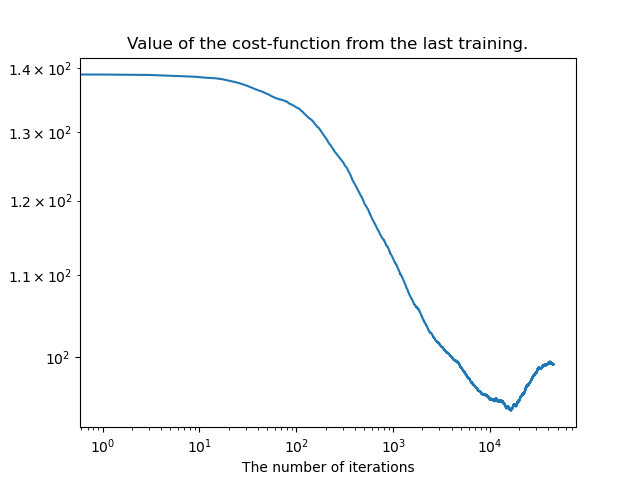 Value of the cost-function from the last training.
1.4 × 10²
1.3 × 10²
1.2 × 10²
1.1 × 10²
10²
10⁰ 10¹ 10² 10³ 10⁴
The number of iterations